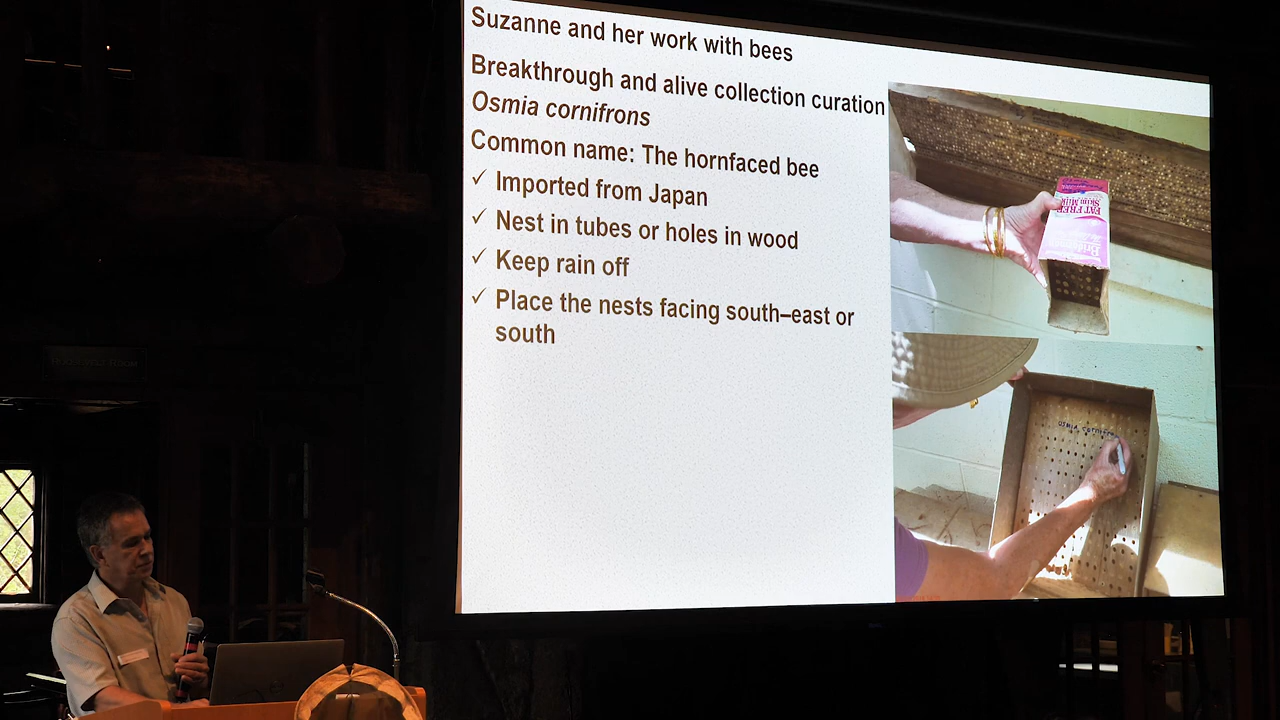 Suzanne and her work with bees
Breakthrough and alive collection curation
Osmia cornifrons
Common name: The hornfaced bee
✓ Imported from Japan
✓ Nest in tubes or holes in wood
✓ Keep rain off
✓ Place the nests facing south–east or
south
FAT FREE
Skim Milk